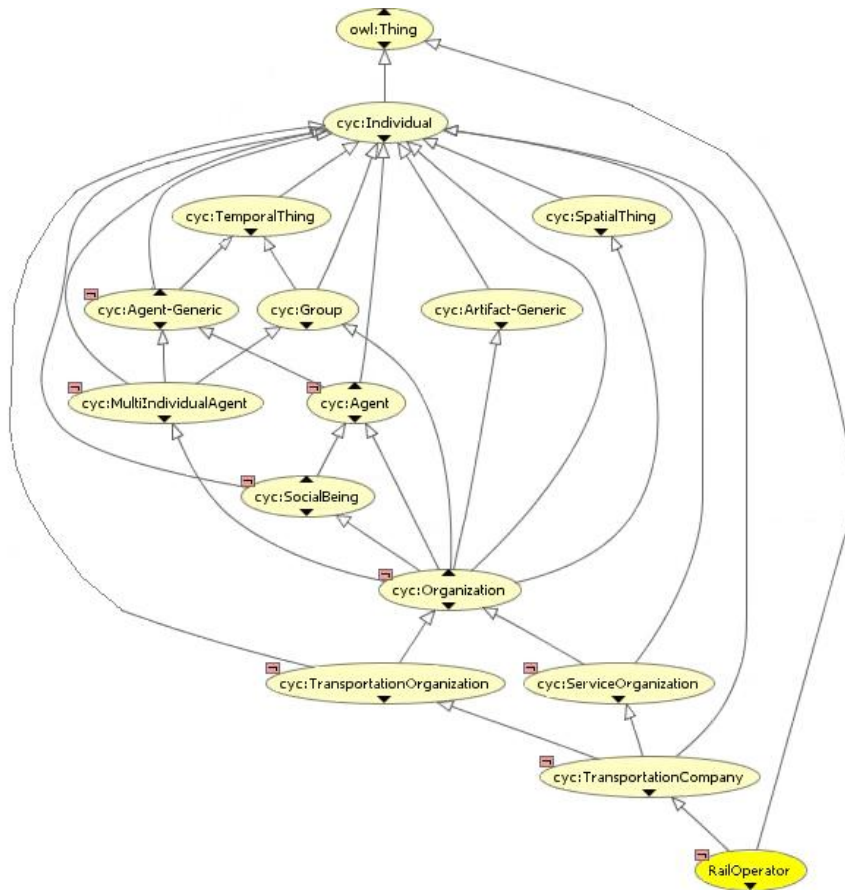 owl:Thing
cyc:Individual
cyc:TemporalThing
cyc:SpatialThing
cyc:Agent-Generic
cyc:Group
cyc:Artifact-Generic
cyc:MultiIndividualAgent
cyc:Agent
cyc:SocialBeing
cyc:Organization
cyc:TransportationOrganization
cyc:ServiceOrganization
cyc:TransportationCompany
RailOperator